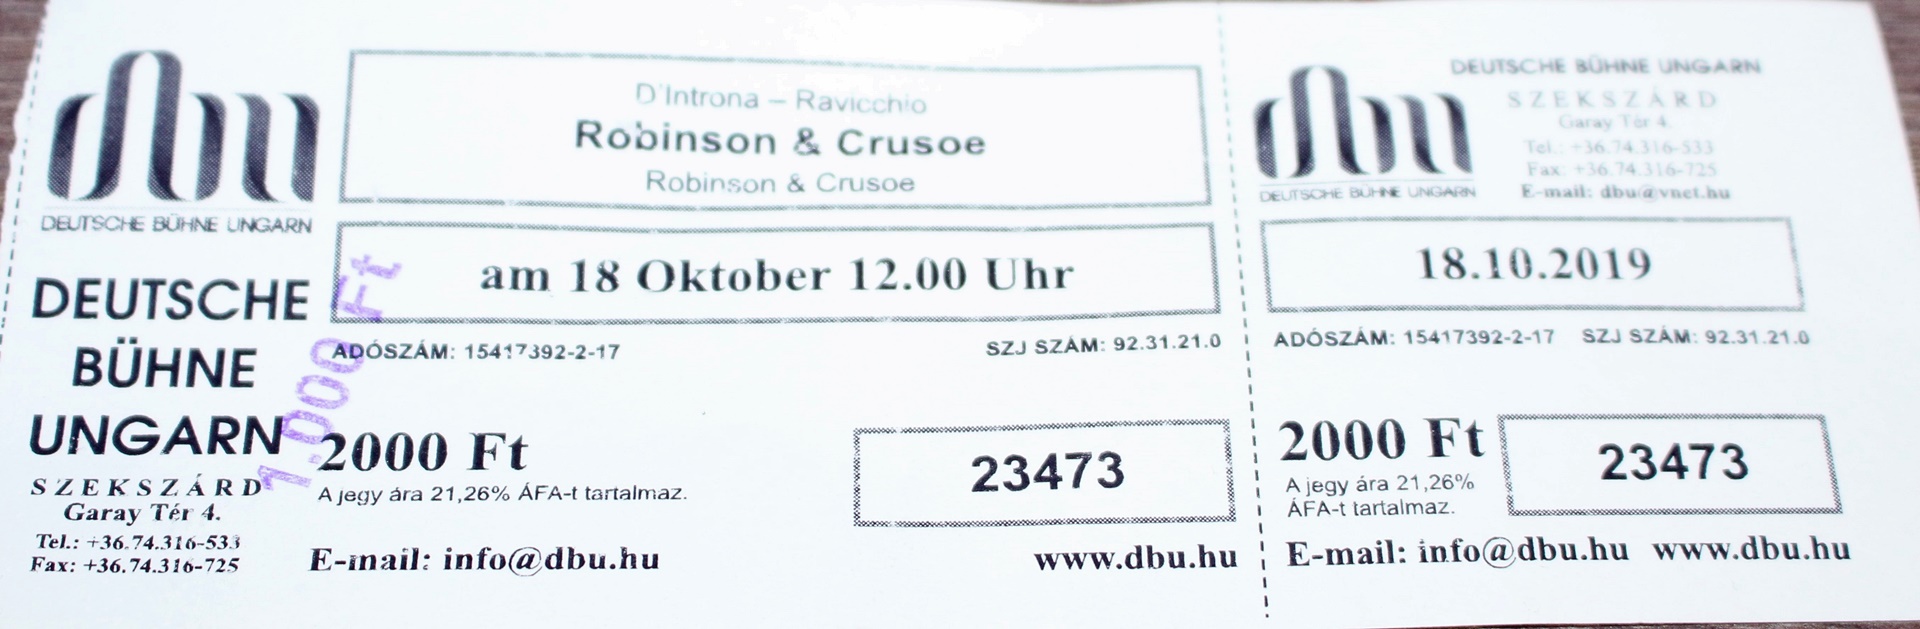 DEUTSCHE BÜHNE UNGARN
DEUTSCHE
BÜHNE
UNGARN
SZEKSZÁRD
Garay Tér 4.
Tel.: +36.74.316-533
Fax: +36.74.316-725
D'Introna – Ravicchio
Robinson & Crusoe
Robinson & Crusoe
am 18 Oktober 12.00 Uhr
ADÓSZÁM: 15417392-2-17 SZJ SZÁM: 92.31.21.0
1.000 Ft
2000 Ft
A jegy ára 21,26% ÁFA-t tartalmaz.
23473
E-mail: info@dbu.hu www.dbu.hu
dbu
DEUTSCHE BÜHNE UNGARN
DEUTSCHE BÜHNE UNGARN
SZEKSZÁRD
Garay Tér 4.
Tel.: +36.74.316-533
Fax: +36.74.316-725
E-mail: dbu@vnet.hu
18.10.2019
ADÓSZÁM: 15417392-2-17 SZJ SZÁM: 92.31.21.0
2000 Ft
A jegy ára 21,26%
ÁFA-t tartalmaz.
23473
E-mail: info@dbu.hu www.dbu.hu